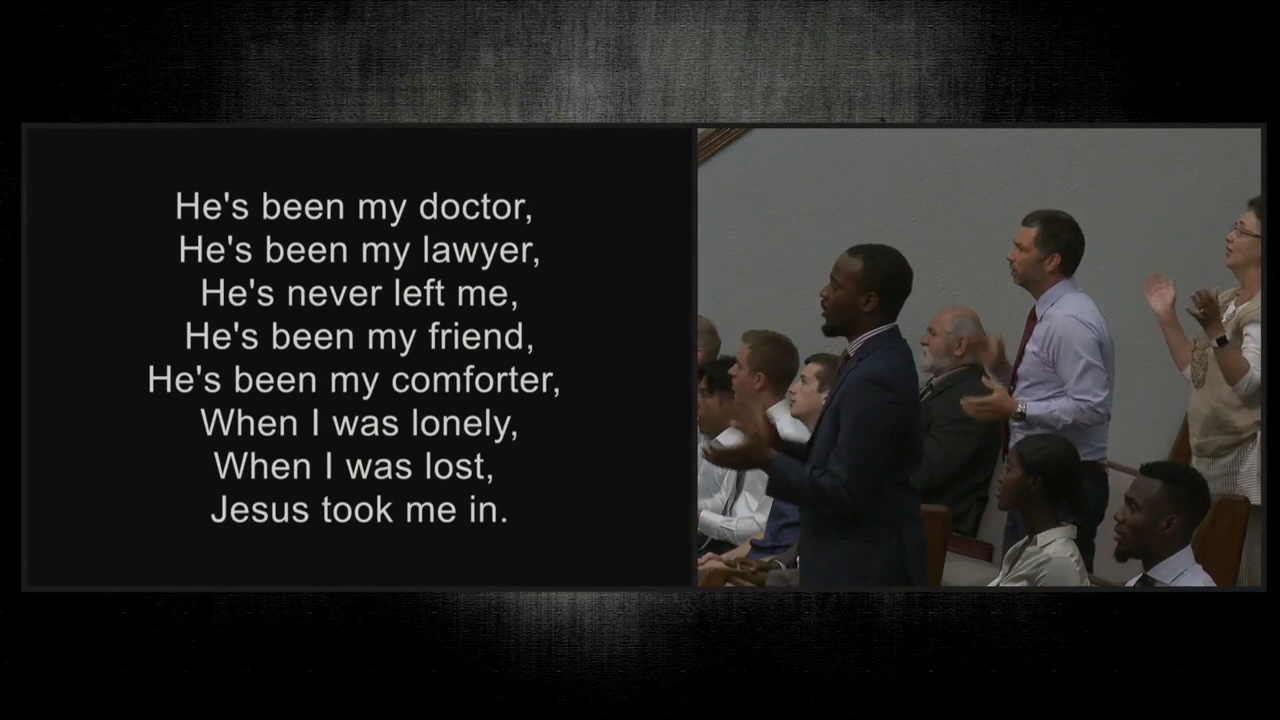 He's been my doctor,
He's been my lawyer,
He's never left me,
He's been my friend,
He's been my comforter,
When I was lonely,
When I was lost,
Jesus took me in.